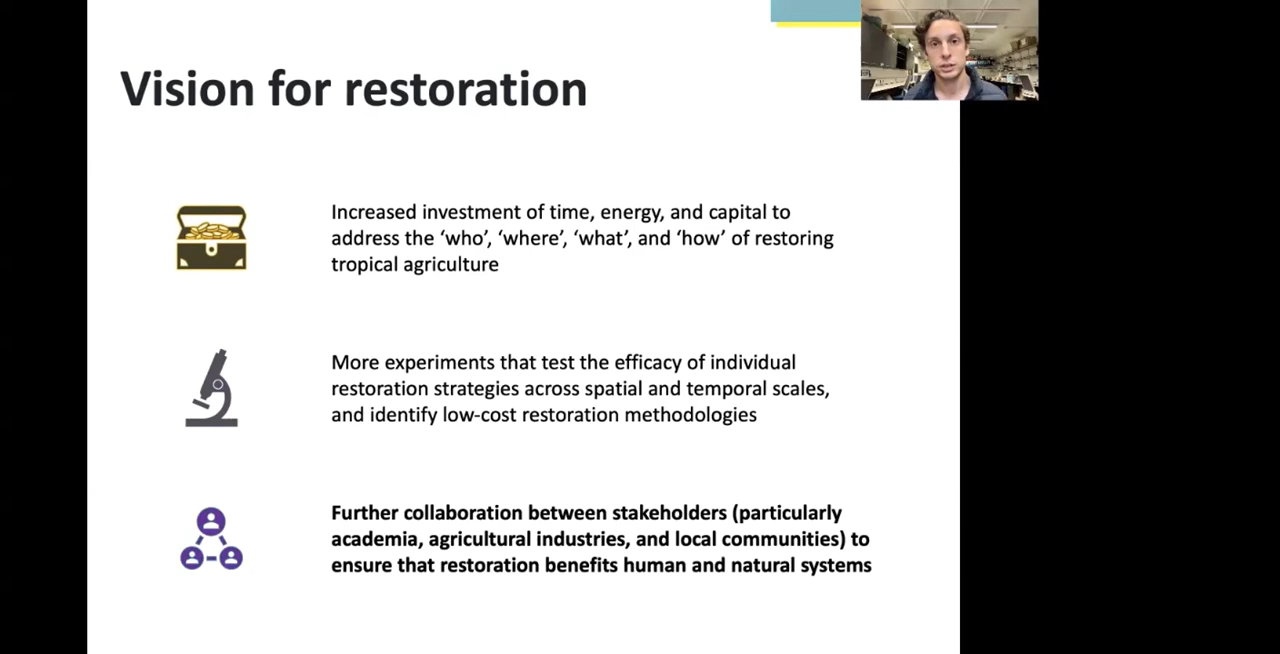 Vision for restoration
Increased investment of time, energy, and capital to
address the ‘who’, ‘where’, ‘what’, and ‘how’ of restoring
tropical agriculture
More experiments that test the efficacy of individual
restoration strategies across spatial and temporal scales,
and identify low-cost restoration methodologies
Further collaboration between stakeholders (particularly
academia, agricultural industries, and local communities) to
ensure that restoration benefits human and natural systems